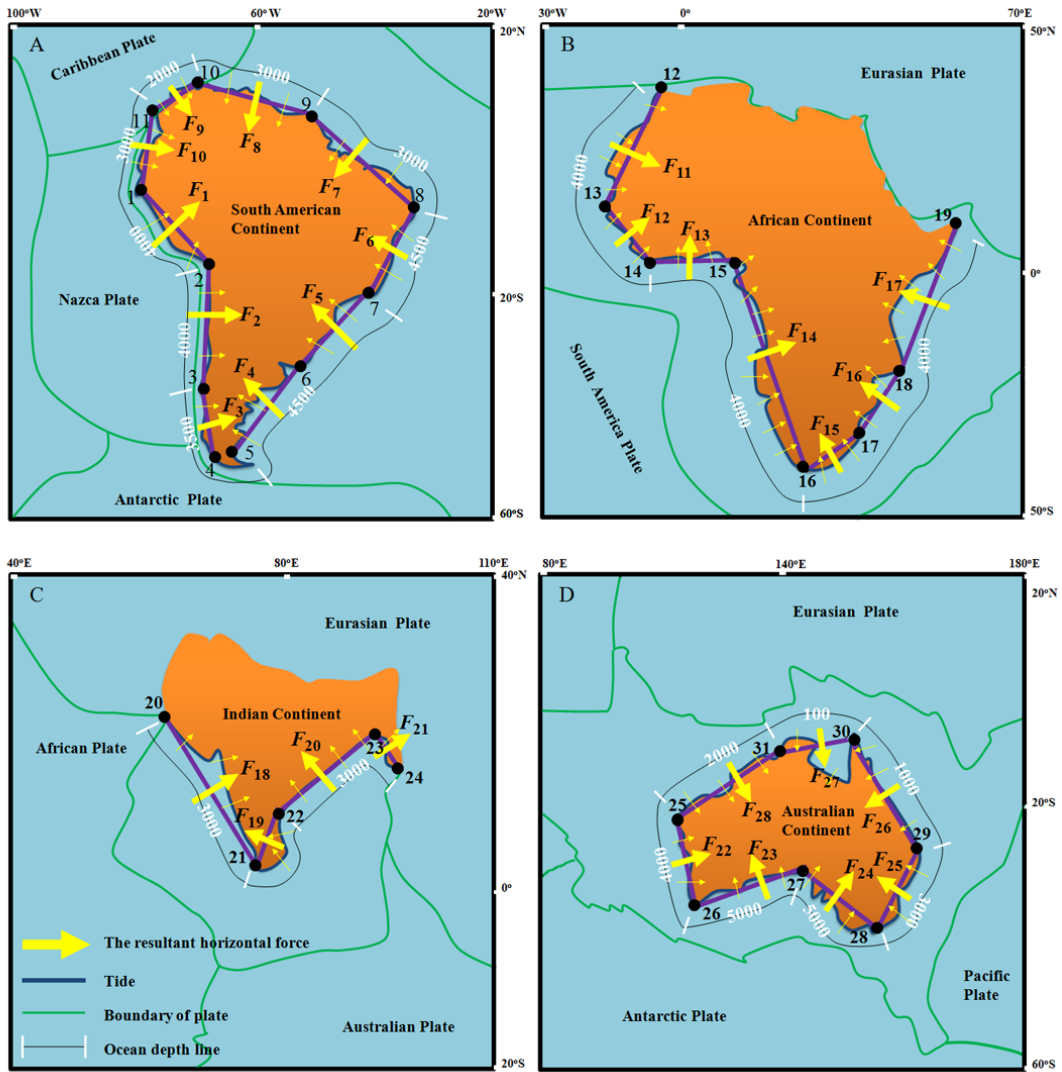 100°W 60°W 20°W
20°N
A
Caribbean Plate
2000
10
3000
9
11
F9
F8
3000
F10
3000
F7
1
F1
South American
Continent
8
F6
4500
2
Nazca Plate
F5
7
20°S
F2
4000
F4
6
3
4500
F3
3500
5
4
Antarctic Plate
60°S
30°W 0° 70°E
50°N
B
12
Eurasian Plate
F11
4000
13
F12
F13
African Continent
19
14
15
0°
F17
South America Plate
F14
4000
F16
18
4000
F15
17
16
50°S
40°E 80°E 110°E
40°N
C
Eurasian Plate
20
Indian Continent
F21
African Plate
F20
23
F18
24
3000
3000
F19
22
21
0°
The resultant horizontal force
Tide
Boundary of plate
Australian Plate
Ocean depth line
20°S
80°E 140°E 180°E
20°N
D
Eurasian Plate
100
30
31
2000
F27
1000
25
F28
Australian
Continent
20°S
F26
F22
F23
29
F25
4000
F24
27
26
5000
5000
3000
28
Pacific
Plate
Antarctic Plate
60°S